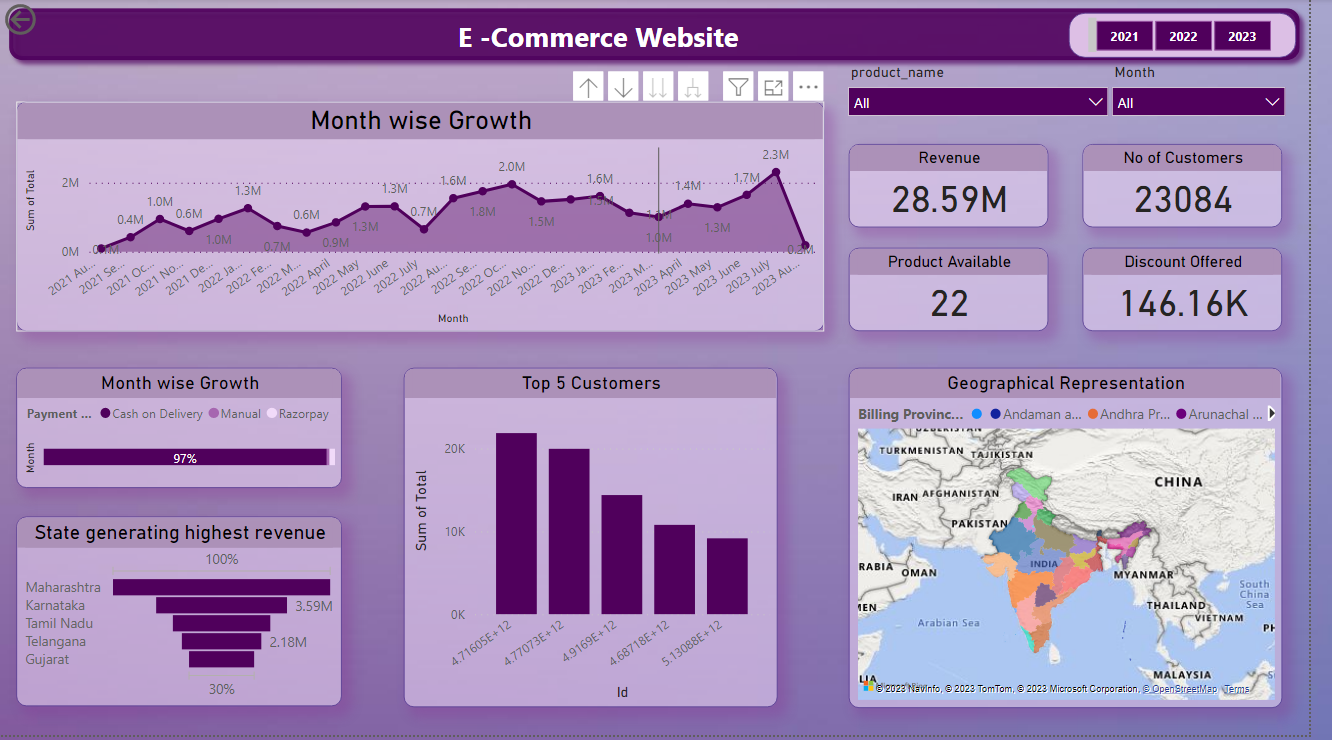 E -Commerce Website
2021 2022 2023
product_name
All
Month
All
Month wise Growth
Sum of Total
2M
0M
0.4M
1.0M
0.6M
1.0M
1.3M
0.7M
0.6M
0.9M
1.3M
1.3M
0.7M
1.6M
1.8M
2.0M
1.5M
1.6M
1.0M
1.4M
1.3M
1.7M
2.3M
0.2M
2021 Au...
2021 Se...
2021 Oc...
2021 No...
2021 De...
2022 Ja...
2022 Fe...
2022 M...
2022 April
2022 May
2022 June
2022 July
2022 Au...
2022 Se...
2022 Oc...
2022 No...
2022 De...
2023 Ja...
2023 Fe...
2023 M...
2023 April
2023 May
2023 June
2023 July
2023 Au...
Month
Revenue
28.59M
No of Customers
23084
Product Available
22
Discount Offered
146.16K
Month wise Growth
Payment ... Cash on Delivery Manual Razorpay
Month
97%
State generating highest revenue
100%
Maharashtra
Karnataka 3.59M
Tamil Nadu
Telangana 2.18M
Gujarat
30%
Top 5 Customers
Sum of Total
20K
10K
0K
4.71605E+12
4.77073E+12
4.9169E+12
4.68718E+12
5.13088E+12
Id
Geographical Representation
Billing Provinc... Andaman a... Andhra Pr... Arunachal ...
UZBEKISTAN
TURKMENISTAN
TAJIKISTAN
CHINA
IRAN
AFGHANISTAN
PAKISTAN
RABIA
OMAN
INDIA
MYANMAR
South
China
Sea
MEN
THAILAND
VIETNAM
PH
Arabian Sea
MALAYSIA
LIA
© 2023 NavInfo, © 2023 TomTom, © 2023 Microsoft Corporation, © OpenStreetMap Terms